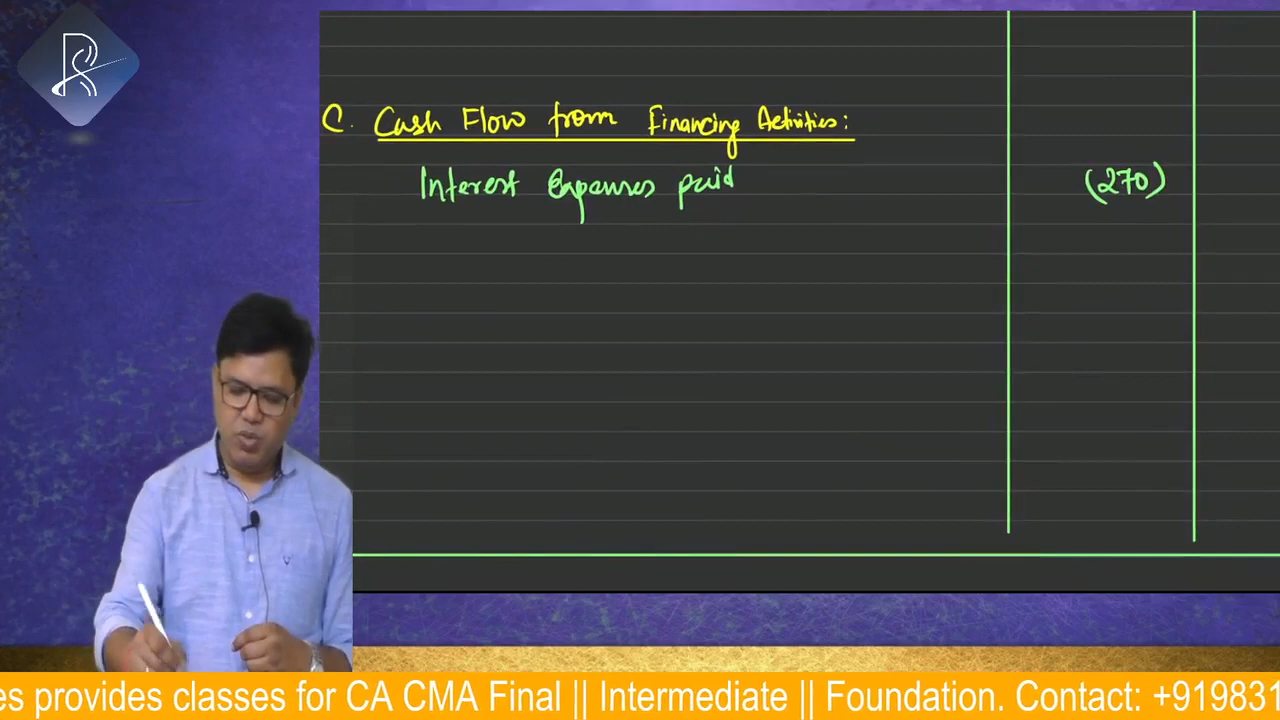 C. Cash Flow from Financing Activities:
Interest Expenses paid (270)
es provides classes for CA CMA Final || Intermediate || Foundation. Contact: +919831